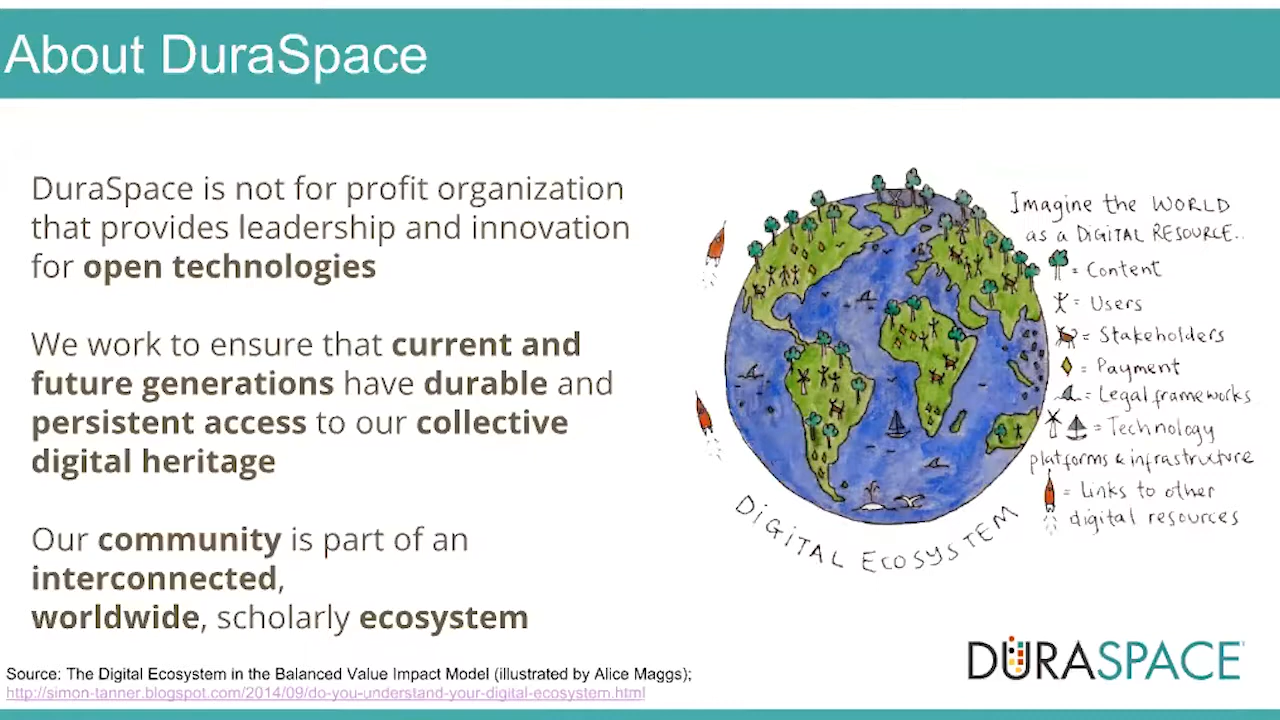 About DuraSpace
DuraSpace is not for profit organization
that provides leadership and innovation
for open technologies
We work to ensure that current and
future generations have durable and
persistent access to our collective
digital heritage
Our community is part of an
interconnected,
worldwide, scholarly ecosystem
Imagine the WORLD
as a DIGITAL RESOURCE..
= Content
= Users
= Stakeholders
= Payment
= Legal frameworks
= Technology
platforms & infrastructure
= Links to other
digital resources
DIGITAL ECOSYSTEM
DURASPACE
Source: The Digital Ecosystem in the Balanced Value Impact Model (illustrated by Alice Maggs);
http://simon-tanner.blogspot.com/2014/09/do-you-understand-your-digital-ecosystem.html